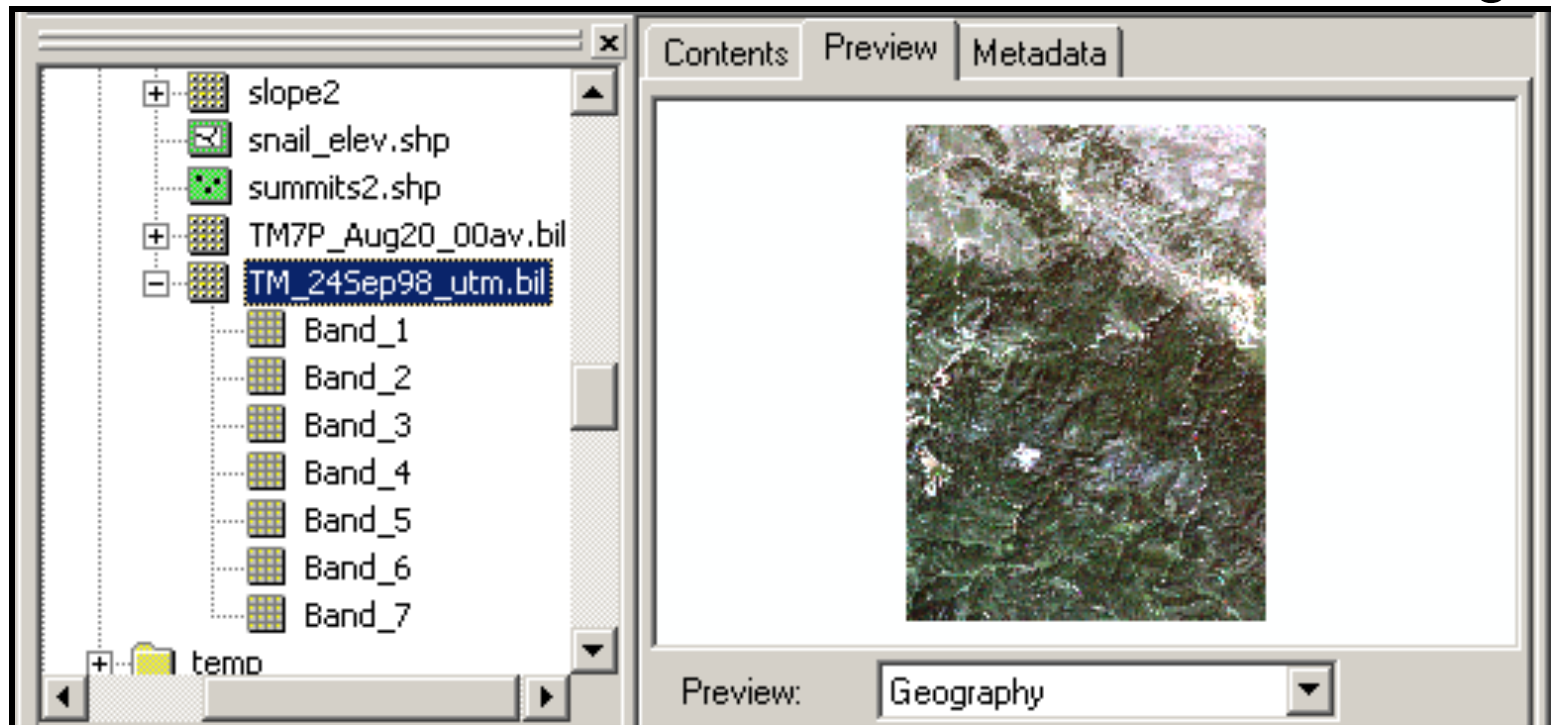 slope2
snail_elev.shp
summits2.shp
TM7P_Aug20_00av.bil
TM_24Sep98_utm.bil
Band_1
Band_2
Band_3
Band_4
Band_5
Band_6
Band_7
temp
Contents Preview Metadata
Preview: Geography